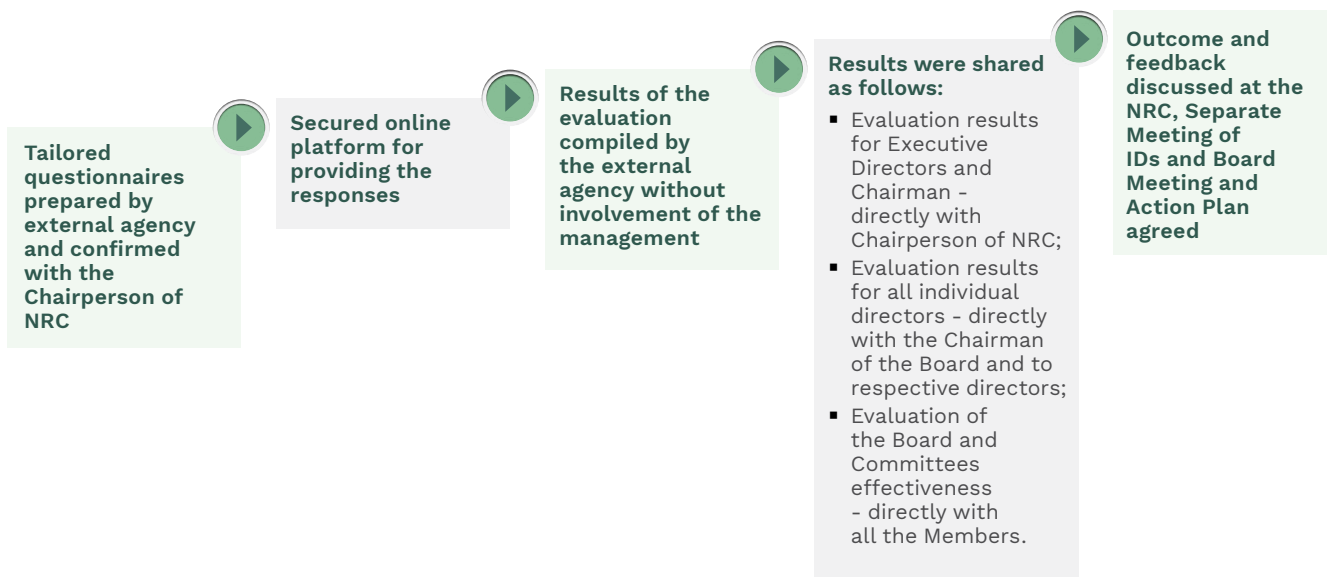 Tailored
questionnaires
prepared by
external agency
and confirmed
with the
Chairperson of
NRC
Secured online
platform for
providing the
responses
Results of the
evaluation
compiled by
the external
agency without
involvement of the
management
Results were shared
as follows:
▪ Evaluation results
for Executive
Directors and
Chairman -
directly with
Chairperson of NRC;
▪ Evaluation results
for all individual
directors - directly
with the Chairman
of the Board and to
respective directors;
▪ Evaluation of
the Board and
Committees
effectiveness
- directly with
all the Members.
Outcome and
feedback
discussed at the
NRC, Separate
Meeting of
IDs and Board
Meeting and
Action Plan
agreed